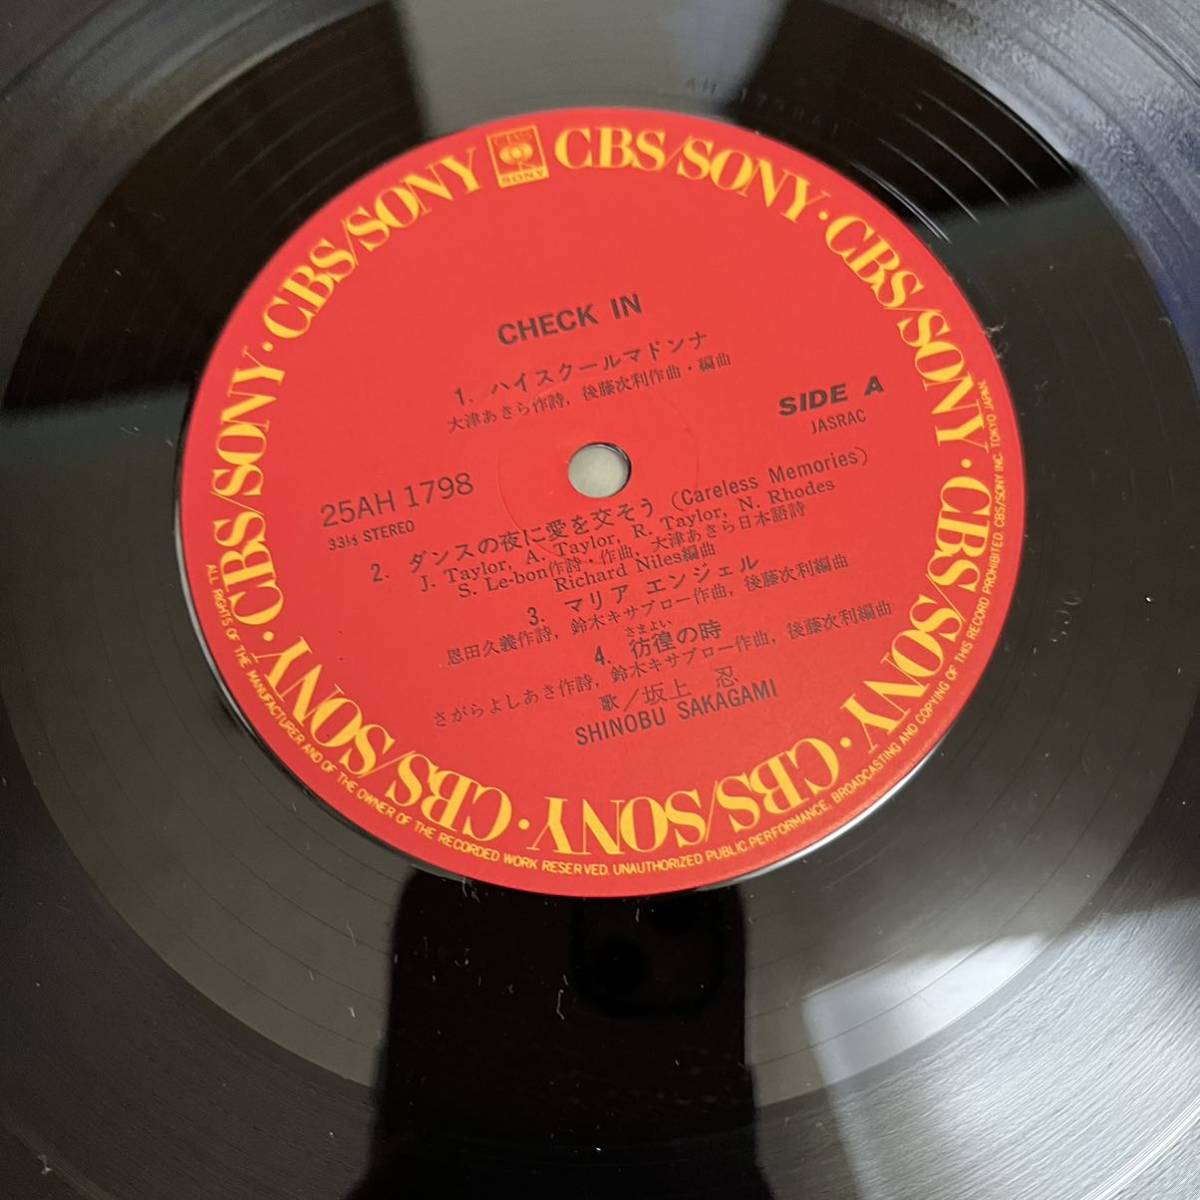 CBS/SONY · CBS/SONY · CBS/SONY · CBS/SONY · CBS/SONY · CBS/SONY · CBS/SONY · CBS/SONY
SONY
CHECK IN
1. ハイスクールマドンナ
大津あきら作詩，後藤次利作曲・編曲
SIDE A
JASRAC
25AH 1798
33⅓ STEREO
2. ダンスの夜に愛を交そう (Careless Memories)
J. Taylor, A. Taylor, R. Taylor, N. Rhodes
S. Le-bon作詩・作曲，大津あきら日本語詩
Richard Niles編曲
3. マリア エンジェル
恩田久義作詩，鈴木キサブロー作曲，後藤次利編曲
さまよい
4. 彷徨の時
さがらよしあき作詩，鈴木キサブロー作曲，後藤次利編曲
歌／坂上 忍
SHINOBU SAKAGAMI
ALL RIGHTS OF THE MANUFACTURER AND OF THE OWNER OF THE RECORDED WORK RESERVED. UNAUTHORIZED PUBLIC PERFORMANCE, BROADCASTING AND COPYING OF THIS RECORD PROHIBITED. CBS/SONY INC. TOKYO JAPAN.